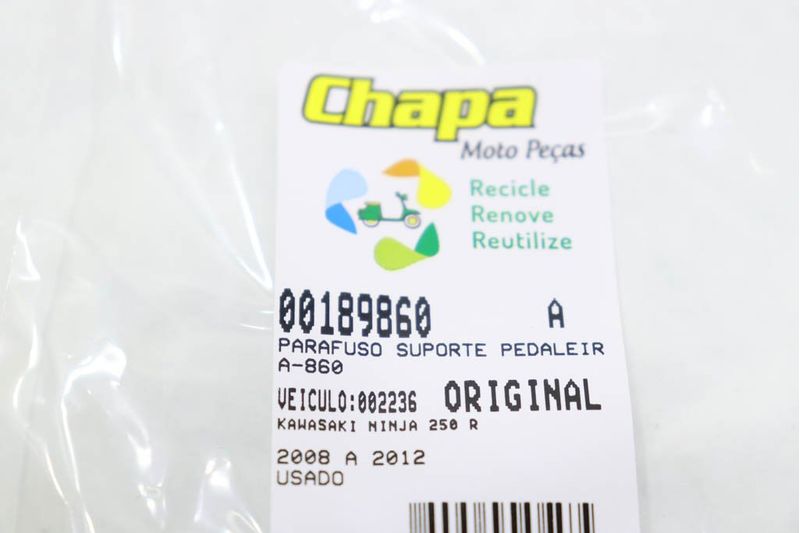 Chapa
Moto Peças
Recicle
Renove
Reutilize
00189860 A
PARAFUSO SUPORTE PEDALEIR
A-860
VEICULO:002236 ORIGINAL
KAWASAKI NINJA 250 R
2008 A 2012
USADO